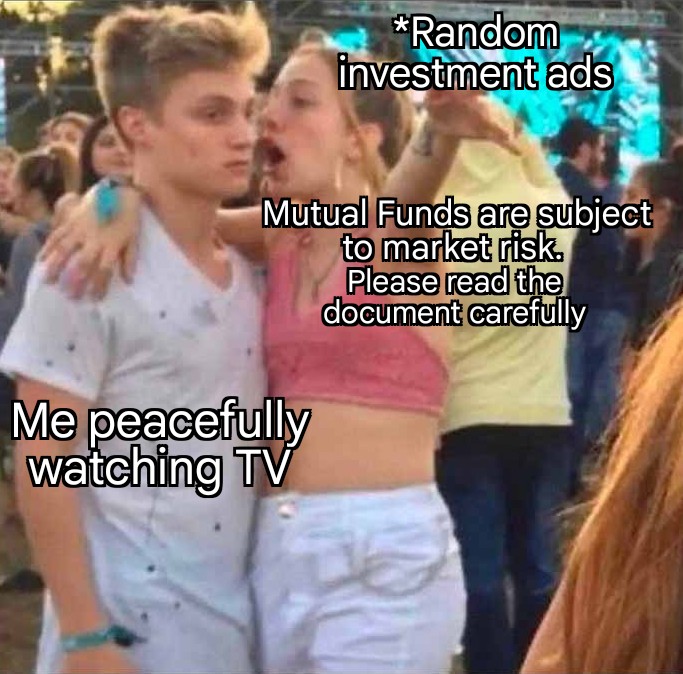 *Random
investment ads
Mutual Funds are subject
to market risk.
Please read the
document carefully
Me peacefully
watching TV